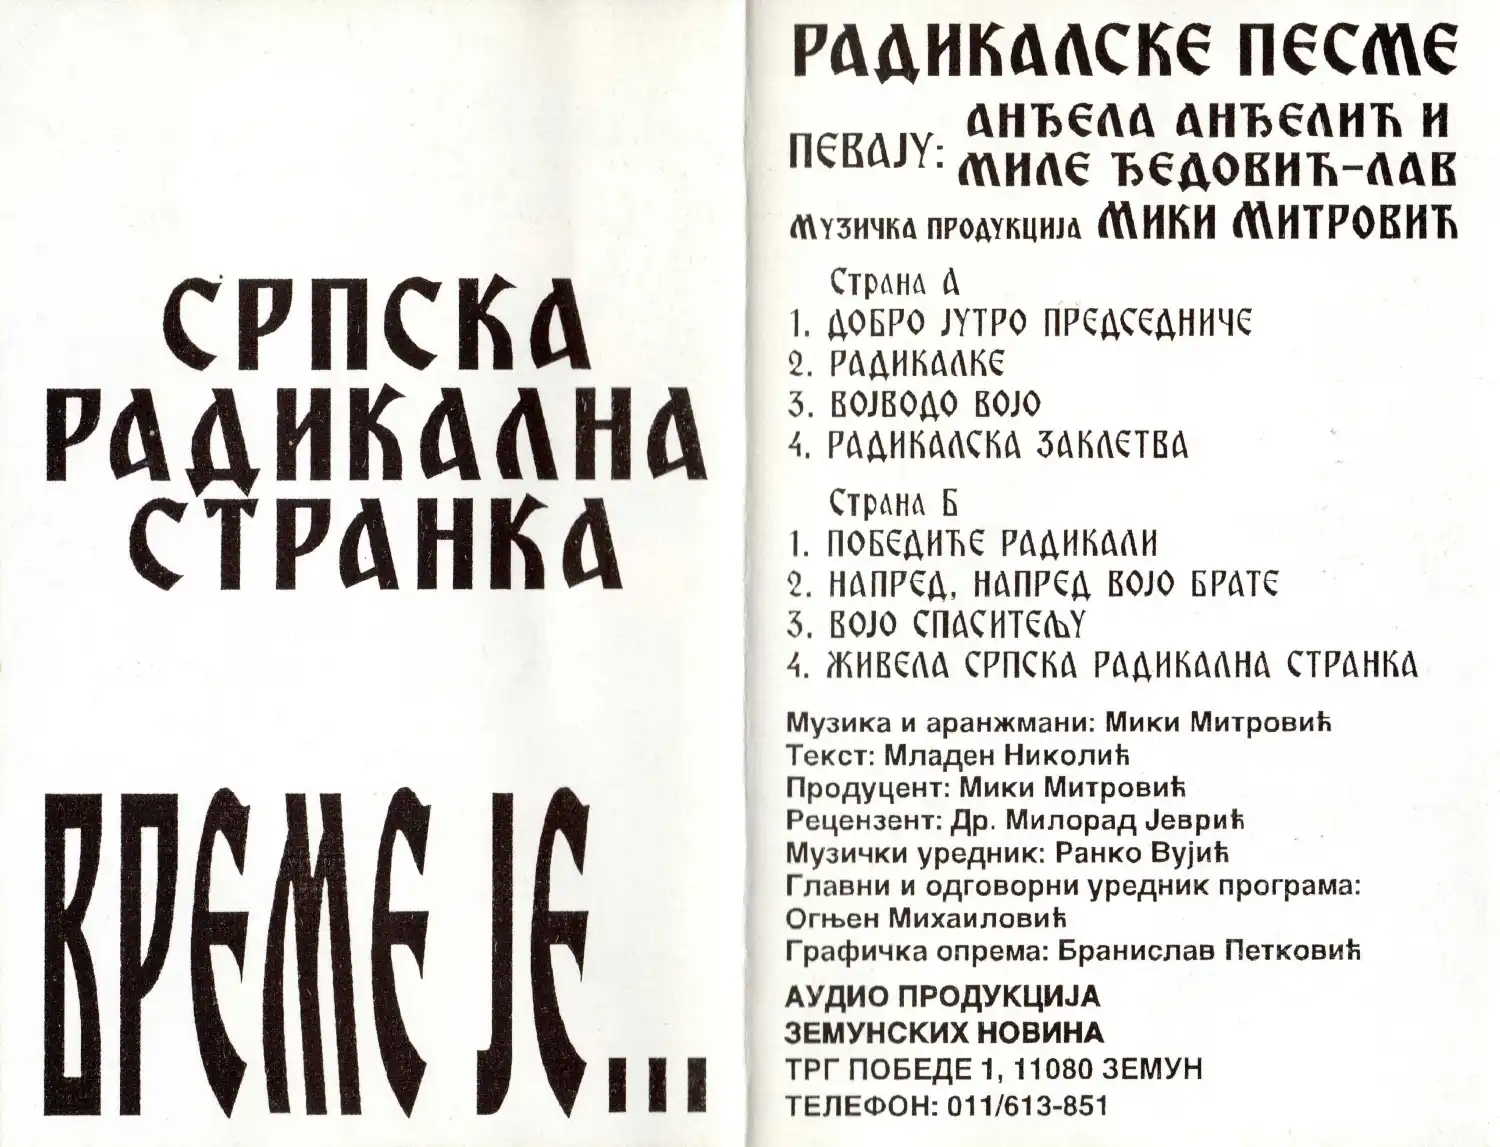 СРПСКА
РАДИКАЛНА
СТРАНКА
ВРЕМЕ ЈЕ...
РАДИКАЛСКЕ ПЕСМЕ
ПЕВАЈУ: АНЂЕЛА АНЂЕЛИЋ И
МИЛЕ ЂЕДОВИЋ-ЛАВ
МУЗИЧКА ПРОДУКЦИЈА МИКИ МИТРОВИЋ
Страна А
1. ДОБРО ЈУТРО ПРЕДСЕДНИЧЕ
2. РАДИКАЛКЕ
3. ВОЈВОДО ВОЈО
4. РАДИКАЛСКА ЗАКЛЕТВА
Страна Б
1. ПОБЕДИЋЕ РАДИКАЛИ
2. НАПРЕД, НАПРЕД ВОЈО БРАТЕ
3. ВОЈО СПАСИТЕЉУ
4. ЖИВЕЛА СРПСКА РАДИКАЛНА СТРАНКА
Музика и аранжмани: Мики Митровић
Текст: Младен Николић
Продуцент: Мики Митровић
Рецензент: Др. Милорад Јеврић
Музички уредник: Ранко Вујић
Главни и одговорни уредник програма:
Огњен Михаиловић
Графичка опрема: Бранислав Петковић
АУДИО ПРОДУКЦИЈА
ЗЕМУНСКИХ НОВИНА
ТРГ ПОБЕДЕ 1, 11080 ЗЕМУН
ТЕЛЕФОН: 011/613-851